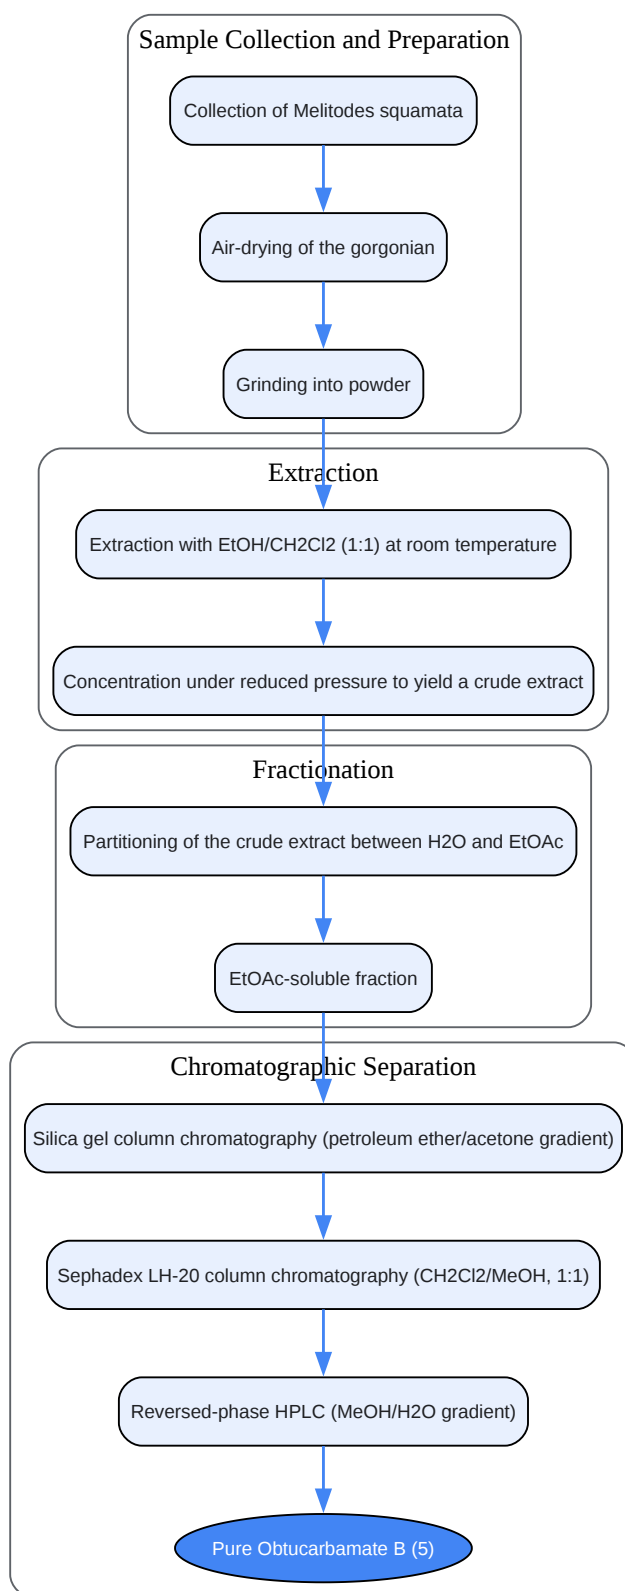 Sample Collection and Preparation
Collection of Melitodes squamata
Air-drying of the gorgonian
Grinding into powder
Extraction
Extraction with EtOH/CH2Cl2 (1:1) at room temperature
Concentration under reduced pressure to yield a crude extract
Fractionation
Partitioning of the crude extract between H2O and EtOAc
EtOAc-soluble fraction
Chromatographic Separation
Silica gel column chromatography (petroleum ether/acetone gradient)
Sephadex LH-20 column chromatography (CH2Cl2/MeOH, 1:1)
Reversed-phase HPLC (MeOH/H2O gradient)
Pure Obtucarbamate B (5)